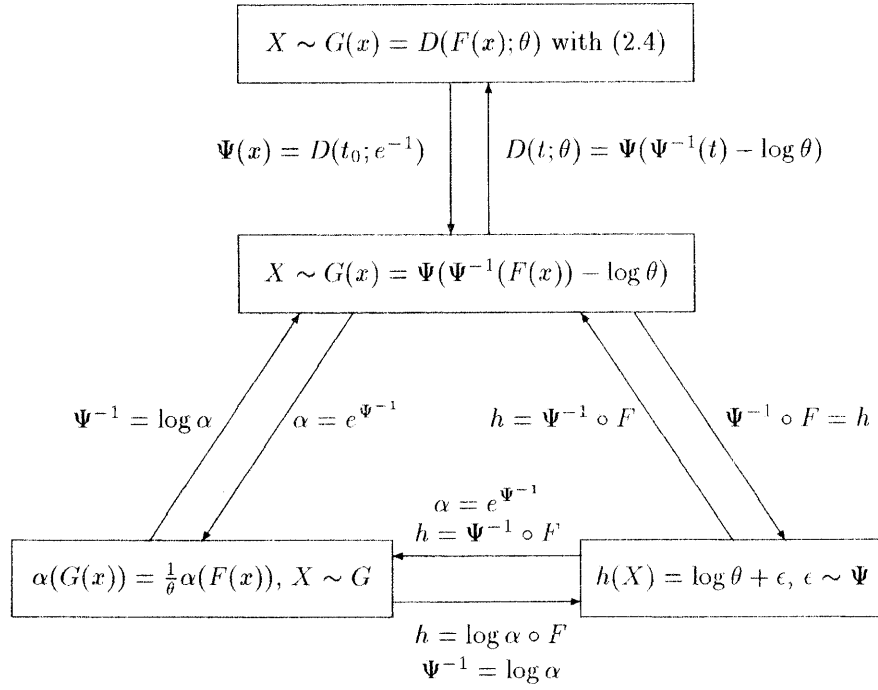 X ∼ G(x) = D(F(x); θ) with (2.4)
Ψ(x) = D(t₀; e⁻¹)
D(t; θ) = Ψ(Ψ⁻¹(t) − log θ)
X ∼ G(x) = Ψ(Ψ⁻¹(F(x)) − log θ)
Ψ⁻¹ = log α
α = e^{Ψ⁻¹}
h = Ψ⁻¹ ∘ F
Ψ⁻¹ ∘ F = h
α = e^{Ψ⁻¹}
h = Ψ⁻¹ ∘ F
α(G(x)) = \frac{1}{θ}α(F(x)), X ∼ G
h(X) = log θ + ϵ, ϵ ∼ Ψ
h = log α ∘ F
Ψ⁻¹ = log α